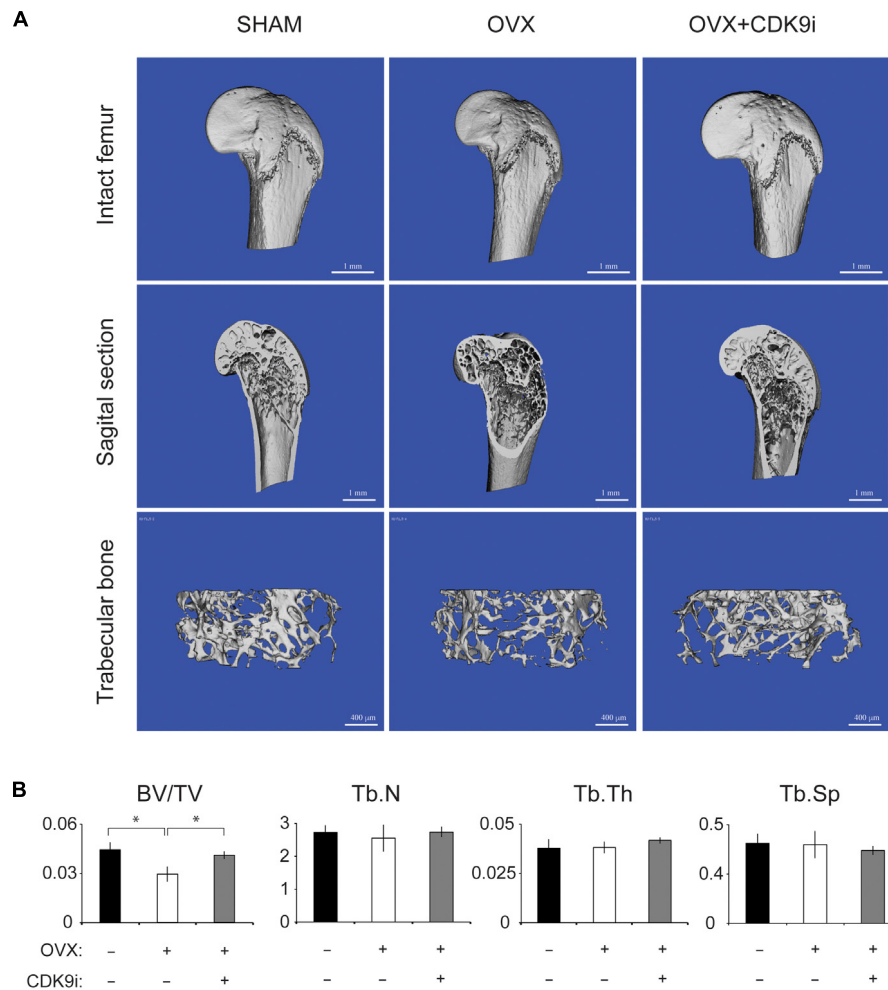 A
SHAM OVX OVX+CDK9i
Intact femur
1 mm 1 mm 1 mm
Sagital section
1 mm 1 mm 1 mm
Trabecular bone
400 µm 400 µm 400 µm
B
BV/TV Tb.N Tb.Th Tb.Sp
0.06 * * 3 0.05 0.5
2
0.03 0.025 0.4
1
0 0 0 0
OVX: – + + – + + – + + – + +
CDK9i: – – + – – + – – + – – +